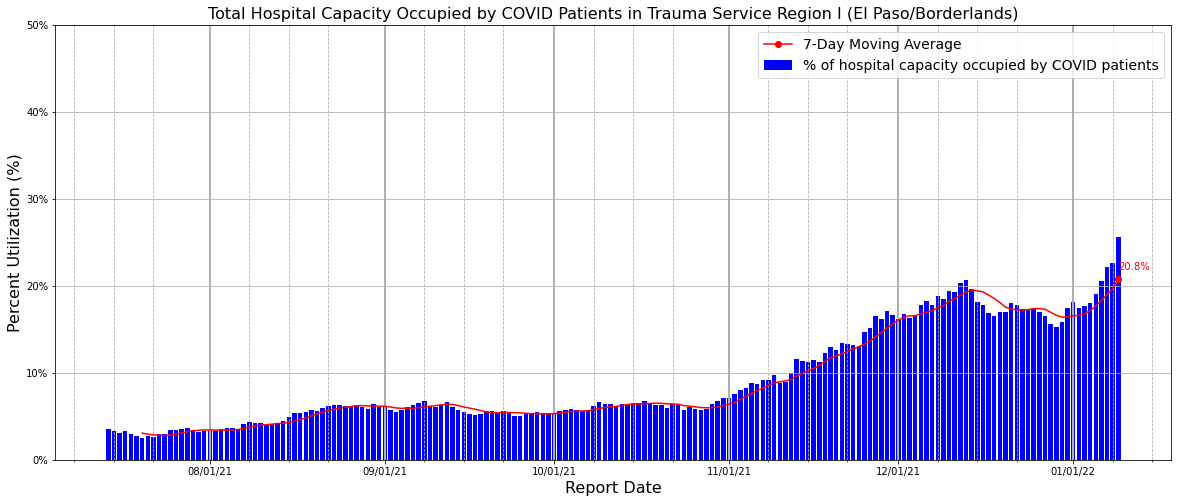 Total Hospital Capacity Occupied by COVID Patients in Trauma Service Region I (El Paso/Borderlands)
50%
7-Day Moving Average
% of hospital capacity occupied by COVID patients
40%
30%
20.8%
20%
10%
0%
Percent Utilization (%)
08/01/21 09/01/21 10/01/21 11/01/21 12/01/21 01/01/22
Report Date